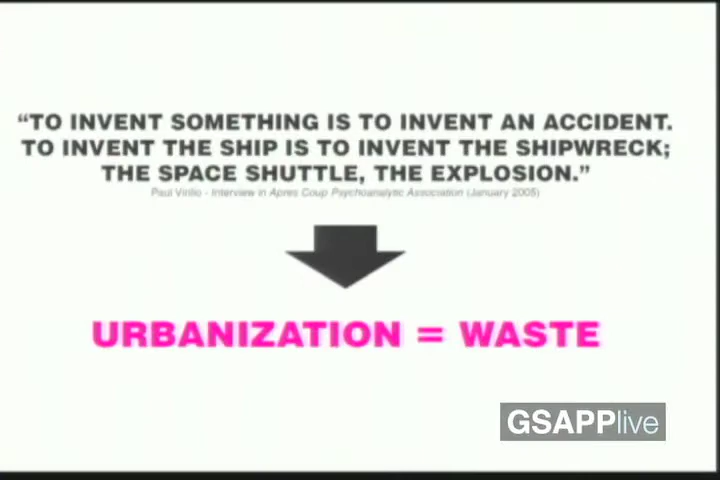 “TO INVENT SOMETHING IS TO INVENT AN ACCIDENT.
TO INVENT THE SHIP IS TO INVENT THE SHIPWRECK;
THE SPACE SHUTTLE, THE EXPLOSION.”
Paul Virilio - Interview in Apres Coup Psychoanalytic Association (January 2005)
URBANIZATION = WASTE
GSAPPlive